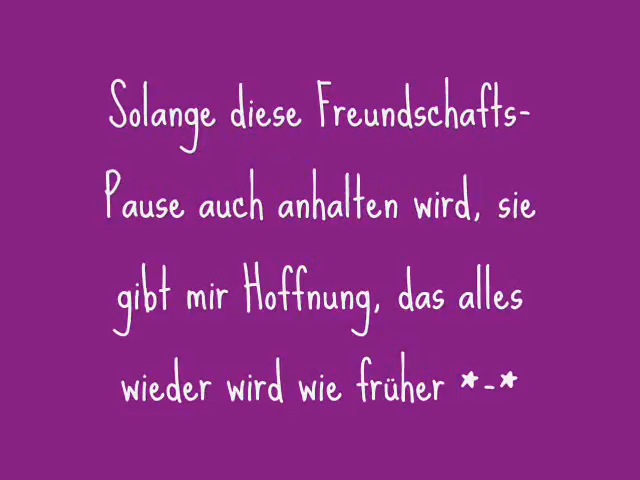 Solange diese Freundschafts-
Pause auch anhalten wird, sie
gibt mir Hoffnung, das alles
wieder wird wie früher *-*